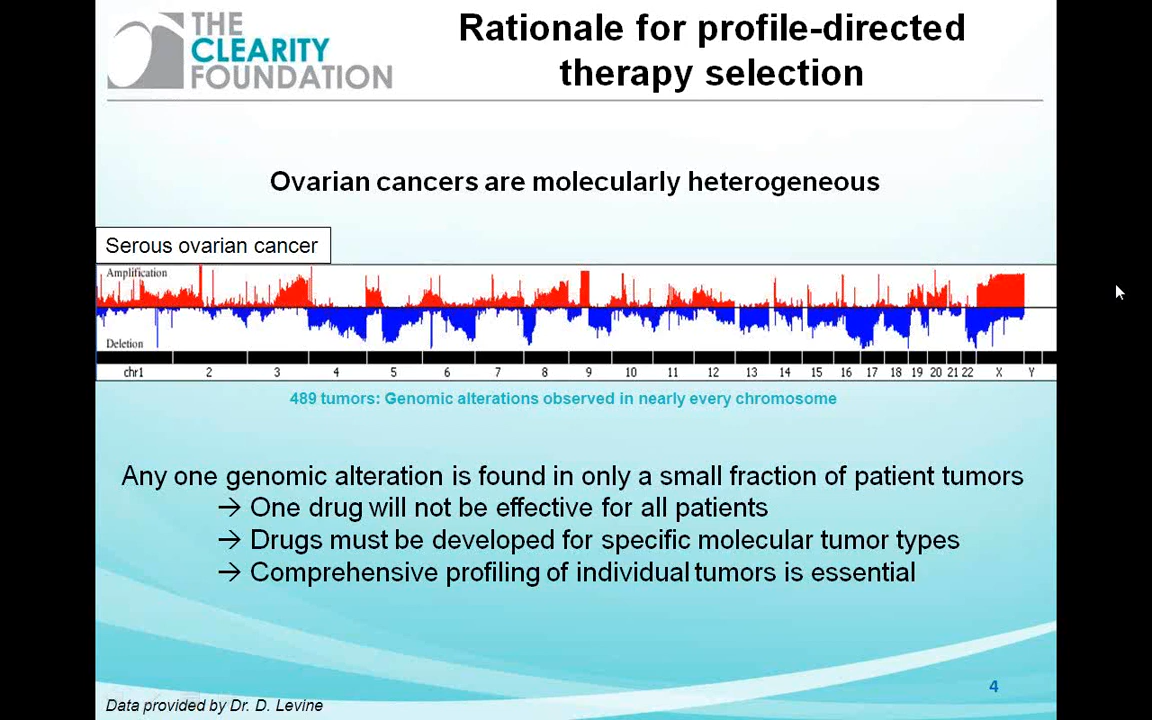 THE
CLEARITY
FOUNDATION
Rationale for profile-directed
therapy selection
Ovarian cancers are molecularly heterogeneous
Serous ovarian cancer
Amplification
Deletion
chr1 2 3 4 5 6 7 8 9 10 11 12 13 14 15 16 17 18 19 20 21 22 X Y
489 tumors: Genomic alterations observed in nearly every chromosome
Any one genomic alteration is found in only a small fraction of patient tumors
→ One drug will not be effective for all patients
→ Drugs must be developed for specific molecular tumor types
→ Comprehensive profiling of individual tumors is essential
4
Data provided by Dr. D. Levine